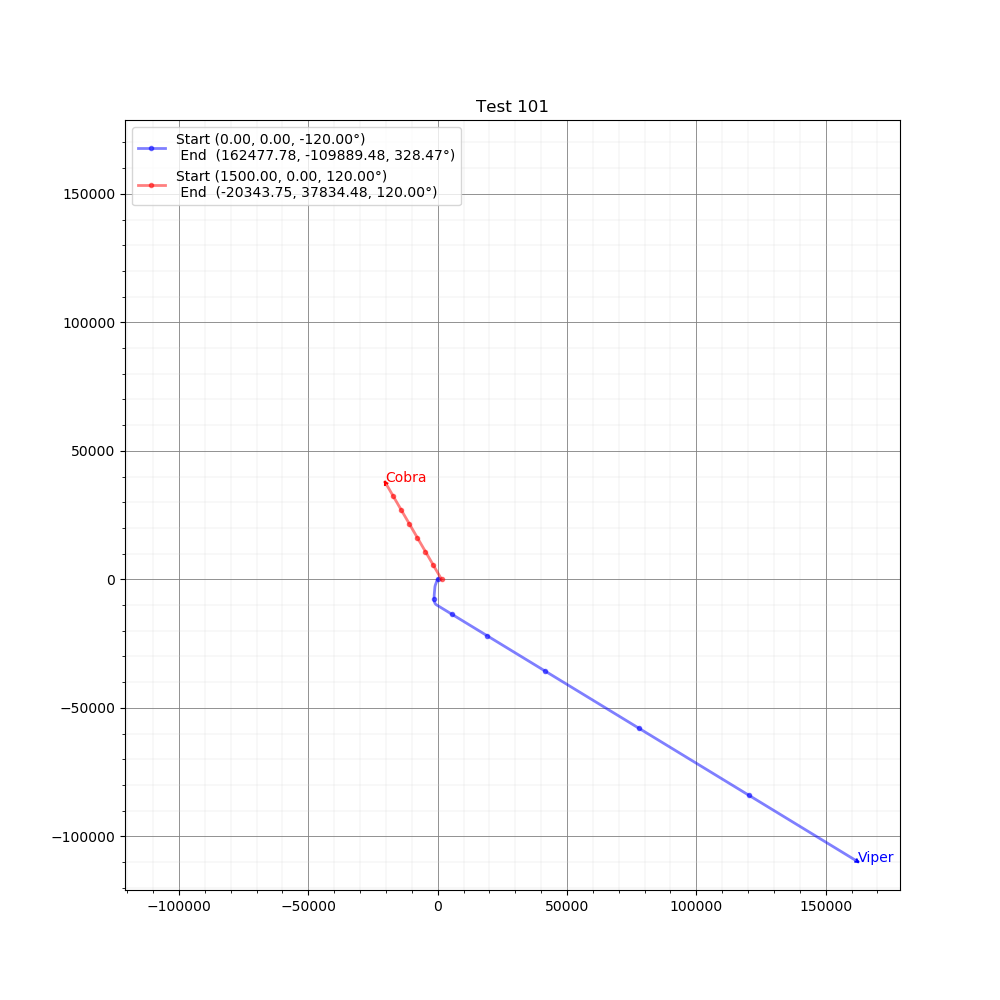 Test 101
Start (0.00, 0.00, -120.00°)
End (162477.78, -109889.48, 328.47°)
Start (1500.00, 0.00, 120.00°)
End (-20343.75, 37834.48, 120.00°)
150000
100000
50000
Cobra
0
−50000
−100000
Viper
−100000 −50000 0 50000 100000 150000